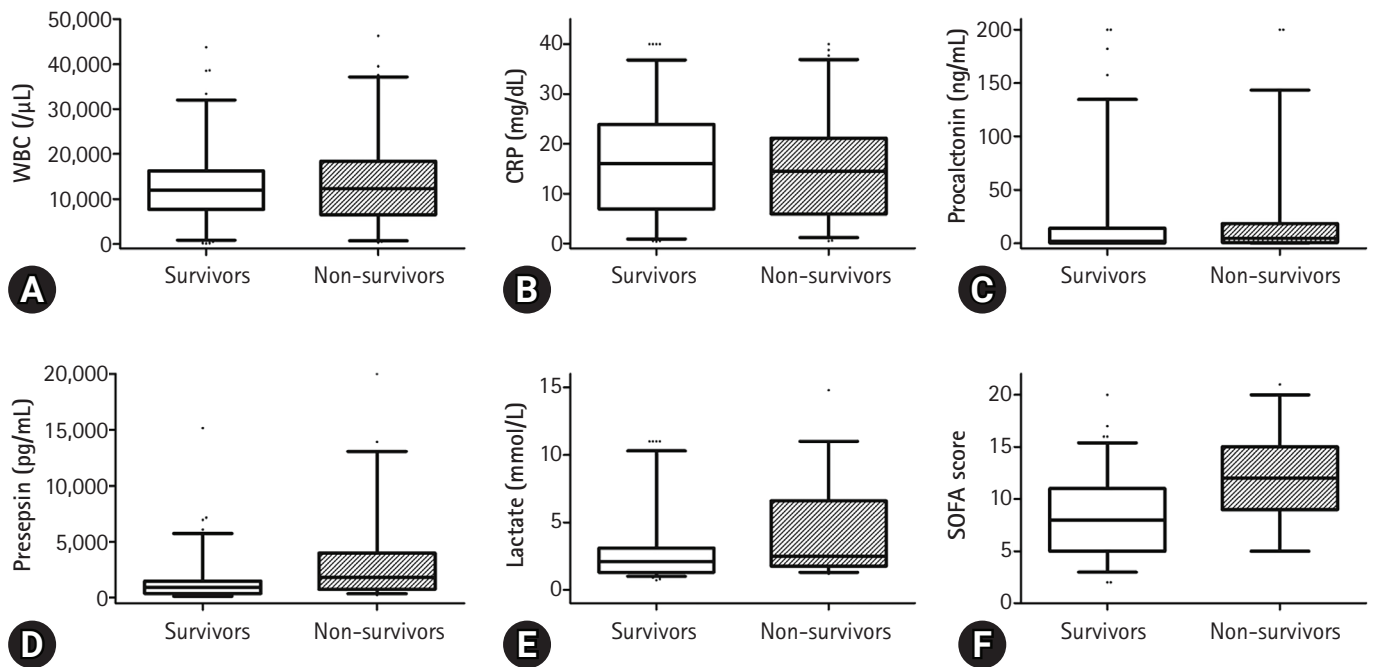 WBC (/μL)
50,000
40,000
30,000
20,000
10,000
0
Survivors Non-survivors
A
CRP (mg/dL)
40
30
20
10
0
Survivors Non-survivors
B
Procalctonin (ng/mL)
200
150
100
50
0
Survivors Non-survivors
C
Presepsin (pg/mL)
20,000
15,000
10,000
5,000
0
Survivors Non-survivors
D
Lactate (mmol/L)
15
10
5
0
Survivors Non-survivors
E
SOFA score
20
15
10
5
0
Survivors Non-survivors
F